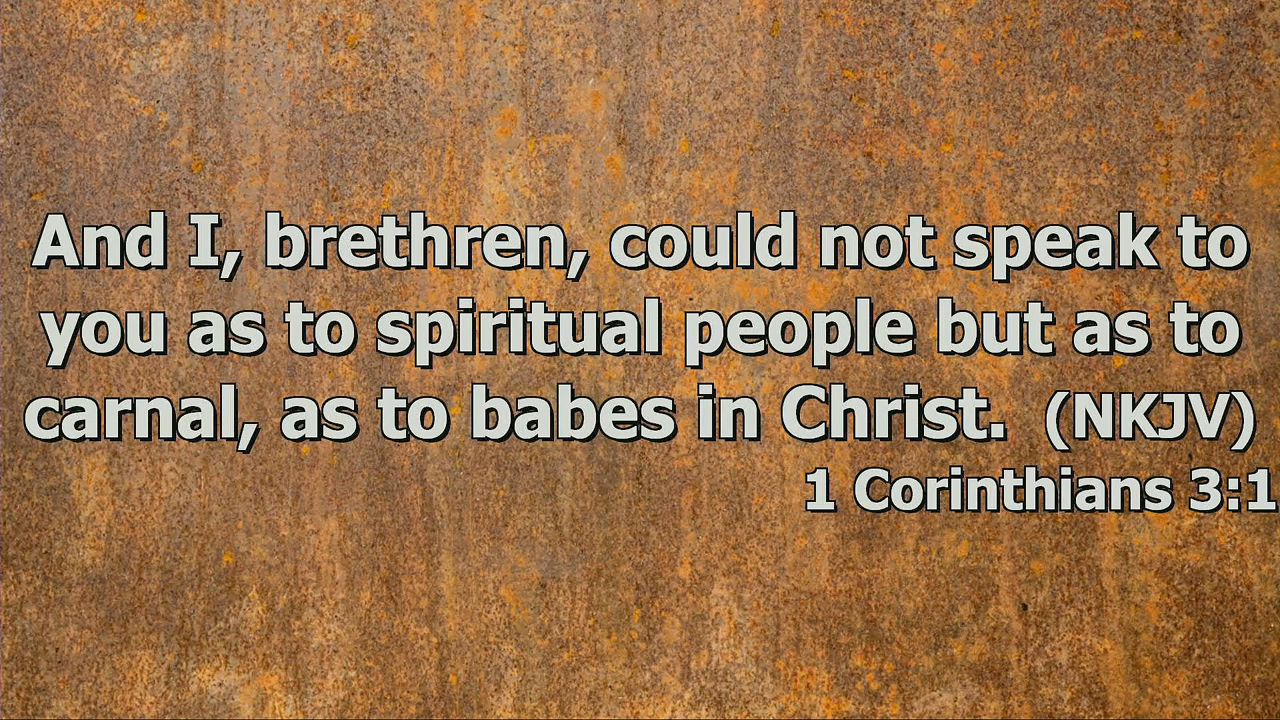 And I, brethren, could not speak to
you as to spiritual people but as to
carnal, as to babes in Christ. (NKJV)
1 Corinthians 3:1